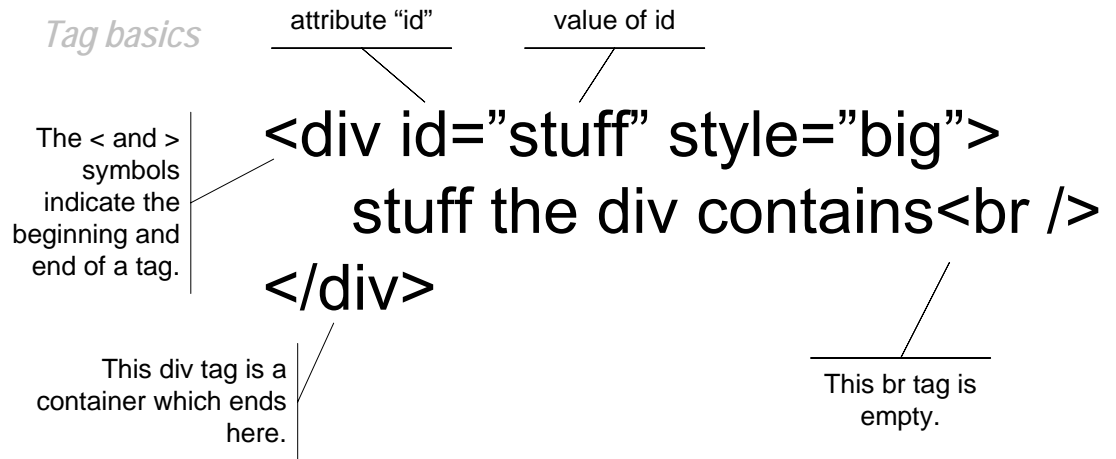 Tag basics
attribute “id”
value of id
The < and >
symbols
indicate the
beginning and
end of a tag.
<div id=”stuff” style=”big”>
stuff the div contains<br />
</div>
This div tag is a
container which ends
here.
This br tag is
empty.